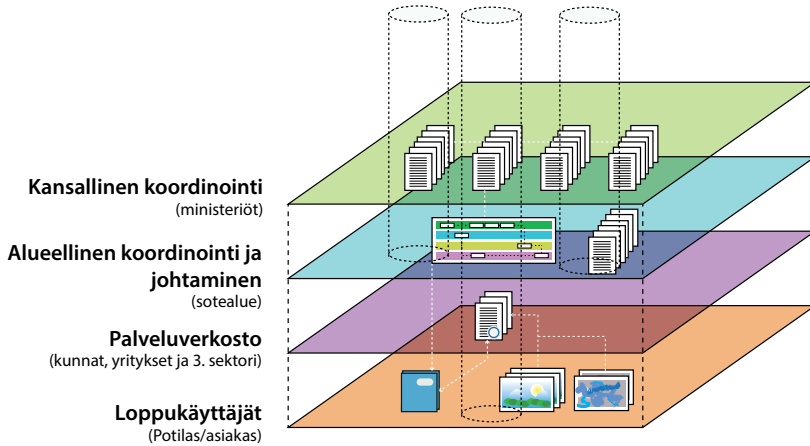 Kansallinen koordinointi
(ministeriöt)
Alueellinen koordinointi ja
johtaminen
(sotealue)
Palveluverkosto
(kunnat, yritykset ja 3. sektori)
Loppukäyttäjät
(Potilas/asiakas)